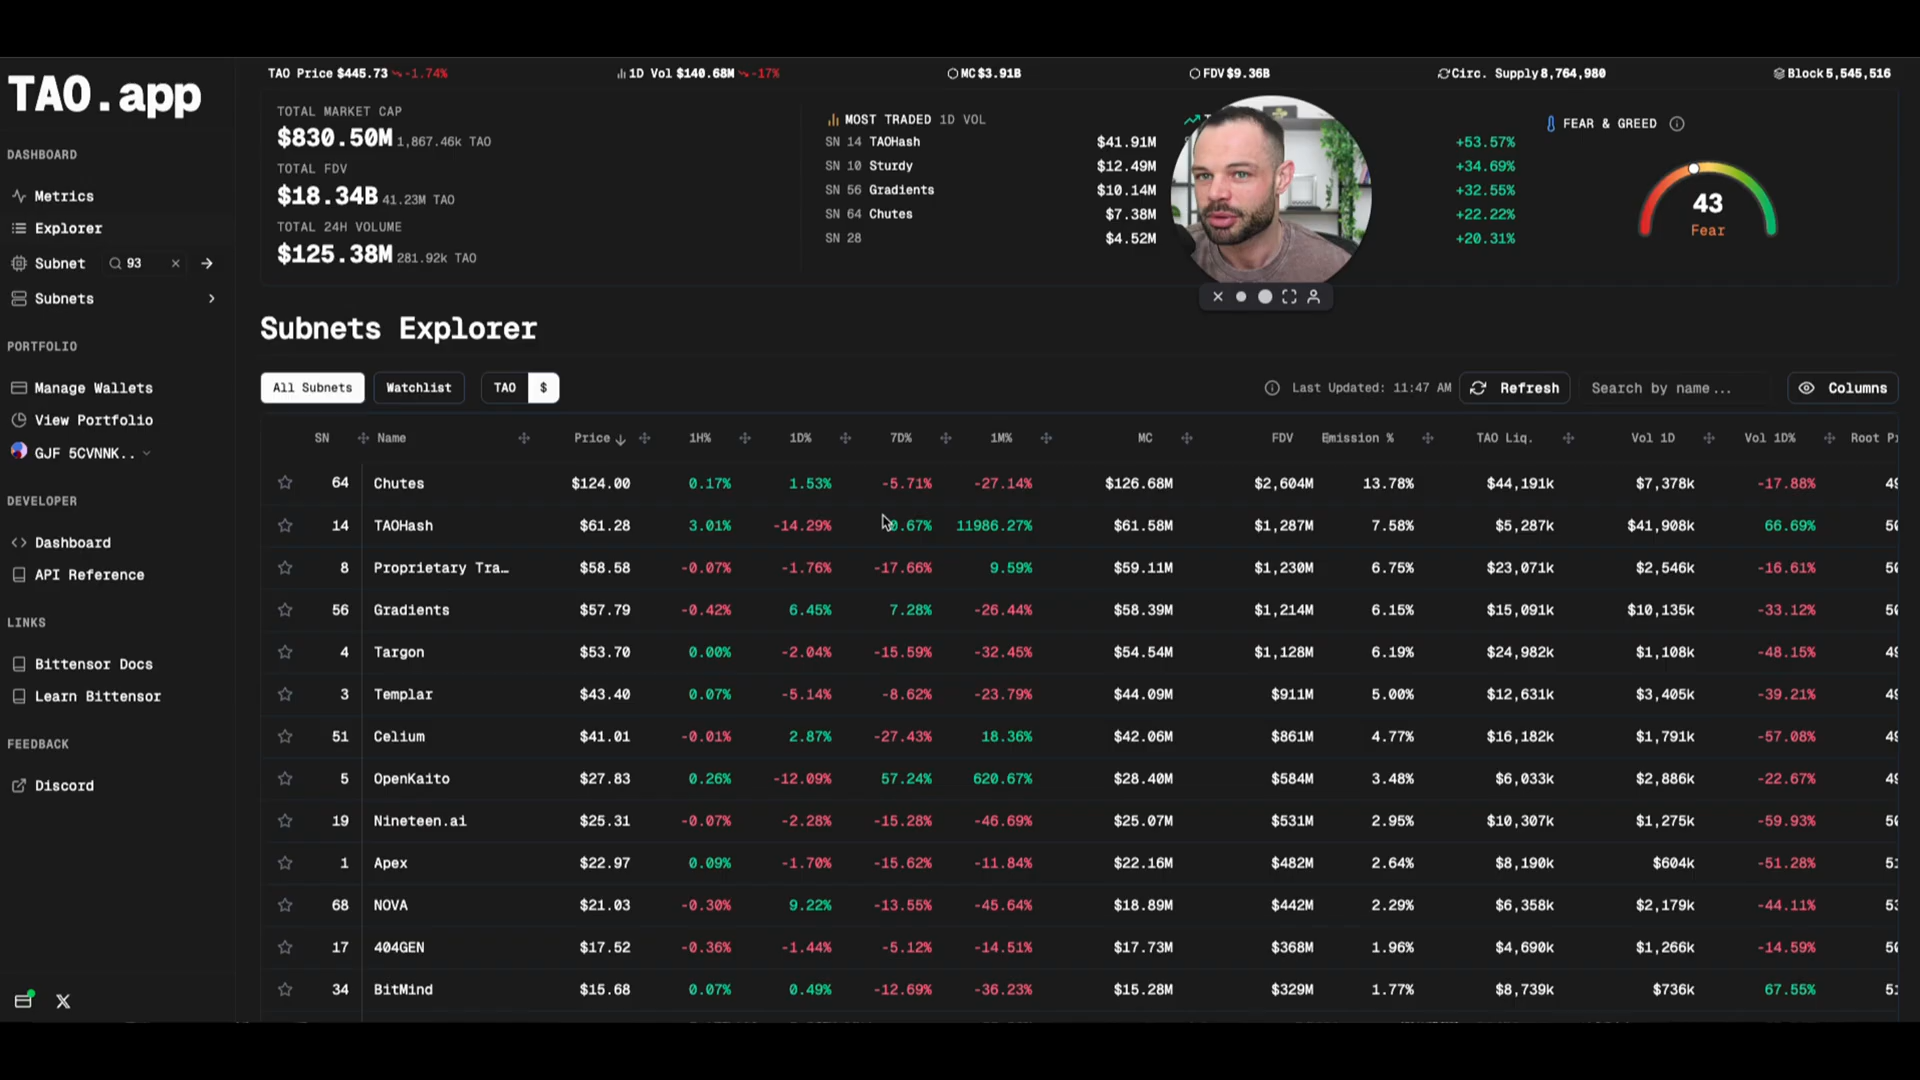 TAO Price $445.73 -1.74%
1D Vol $140.68M -17%
MC $3.91B
FDV $9.36B
Circ. Supply 8,764,980
Block 5,545,516
TAO.app
DASHBOARD
Metrics
Explorer
Subnet 93
Subnets
PORTFOLIO
Manage Wallets
View Portfolio
GJF 5CVNNK..
DEVELOPER
Dashboard
API Reference
LINKS
Bittensor Docs
Learn Bittensor
FEEDBACK
Discord
TOTAL MARKET CAP
$830.50M 1,867.46k TAO
TOTAL FDV
$18.34B 41.23M TAO
TOTAL 24H VOLUME
$125.38M 281.92k TAO
MOST TRADED 1D VOL
SN 14 TAOHash $41.91M
SN 10 Sturdy $12.49M
SN 56 Gradients $10.14M
SN 64 Chutes $7.38M
SN 28 $4.52M
+53.57%
+34.69%
+32.55%
+22.22%
+20.31%
FEAR & GREED
43
Fear
Subnets Explorer
All Subnets Watchlist TAO $
Last Updated: 11:47 AM Refresh Search by name... Columns
SN Name Price 1H% 1D% 7D% 1M% MC FDV Emission % TAO Liq. Vol 1D Vol 1D% Root
64 Chutes $124.00 0.17% 1.53% -5.71% -27.14% $126.68M $2,604M 13.78% $44,191k $7,378k -17.88%
14 TAOHash $61.28 3.01% -14.29% .67% 11986.27% $61.58M $1,287M 7.58% $5,287k $41,908k 66.69%
8 Proprietary Tra… $58.58 -0.07% -1.76% -17.66% 9.59% $59.11M $1,230M 6.75% $23,071k $2,546k -16.61%
56 Gradients $57.79 -0.42% 6.45% 7.28% -26.44% $58.39M $1,214M 6.15% $15,091k $10,135k -33.12%
4 Targon $53.70 0.00% -2.04% -15.59% -32.45% $54.54M $1,128M 6.19% $24,982k $1,108k -48.15%
3 Templar $43.40 0.07% -5.14% -8.62% -23.79% $44.09M $911M 5.00% $12,631k $3,405k -39.21%
51 Celium $41.01 -0.01% 2.87% -27.43% 18.36% $42.06M $861M 4.77% $16,182k $1,791k -57.08%
5 OpenKaito $27.83 0.26% -12.09% 57.24% 620.67% $28.40M $584M 3.48% $6,033k $2,886k -22.67%
19 Nineteen.ai $25.31 -0.07% -2.28% -15.28% -46.69% $25.07M $531M 2.95% $10,307k $1,275k -59.93%
1 Apex $22.97 0.09% -1.70% -15.62% -11.84% $22.16M $482M 2.64% $8,190k $604k -51.28%
68 NOVA $21.03 -0.30% 9.22% -13.55% -45.64% $18.89M $442M 2.29% $6,358k $2,179k -44.11%
17 404GEN $17.52 -0.36% -1.44% -5.12% -14.51% $17.73M $368M 1.96% $4,690k $1,266k -14.59%
34 BitMind $15.68 0.07% 0.49% -12.69% -36.23% $15.28M $329M 1.77% $8,739k $736k 67.55%